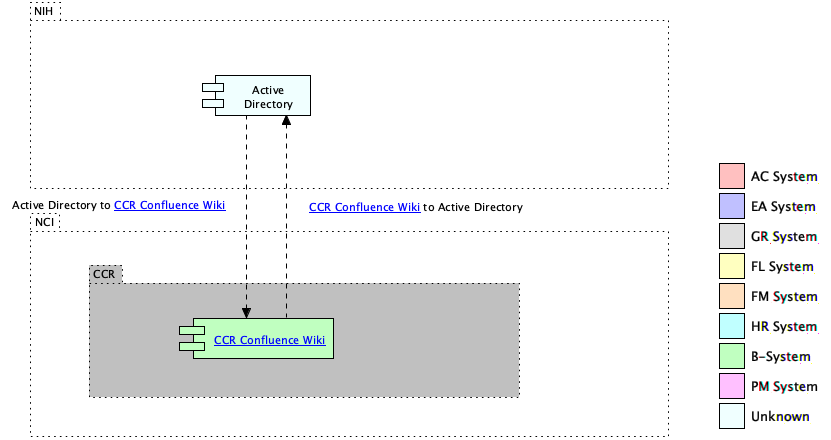 NIH
Active
Directory
Active Directory to CCR Confluence Wiki
CCR Confluence Wiki to Active Directory
NCI
CCR
CCR Confluence Wiki
AC System
EA System
GR System
FL System
FM System
HR System
B-System
PM System
Unknown